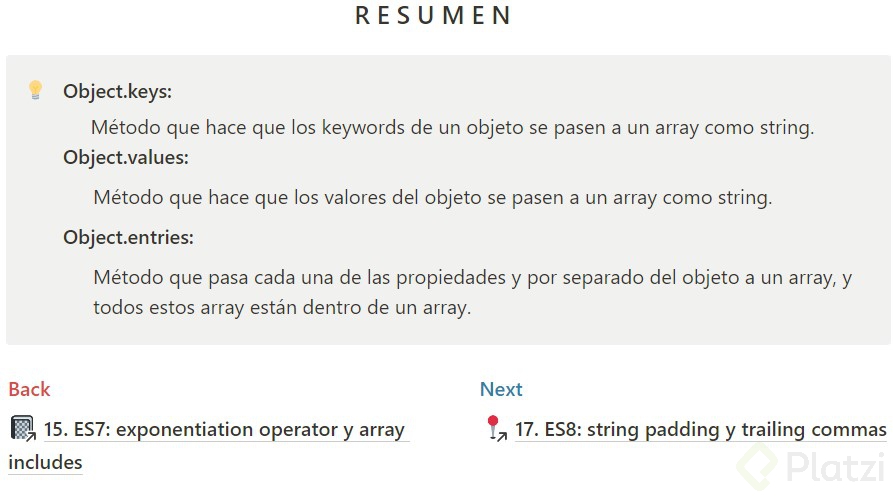 RESUMEN
Object.keys:
Método que hace que los keywords de un objeto se pasen a un array como string.
Object.values:
Método que hace que los valores del objeto se pasen a un array como string.
Object.entries:
Método que pasa cada una de las propiedades y por separado del objeto a un array, y
todos estos array están dentro de un array.
Back
15. ES7: exponentiation operator y array
includes
Next
17. ES8: string padding y trailing commas
Platzi